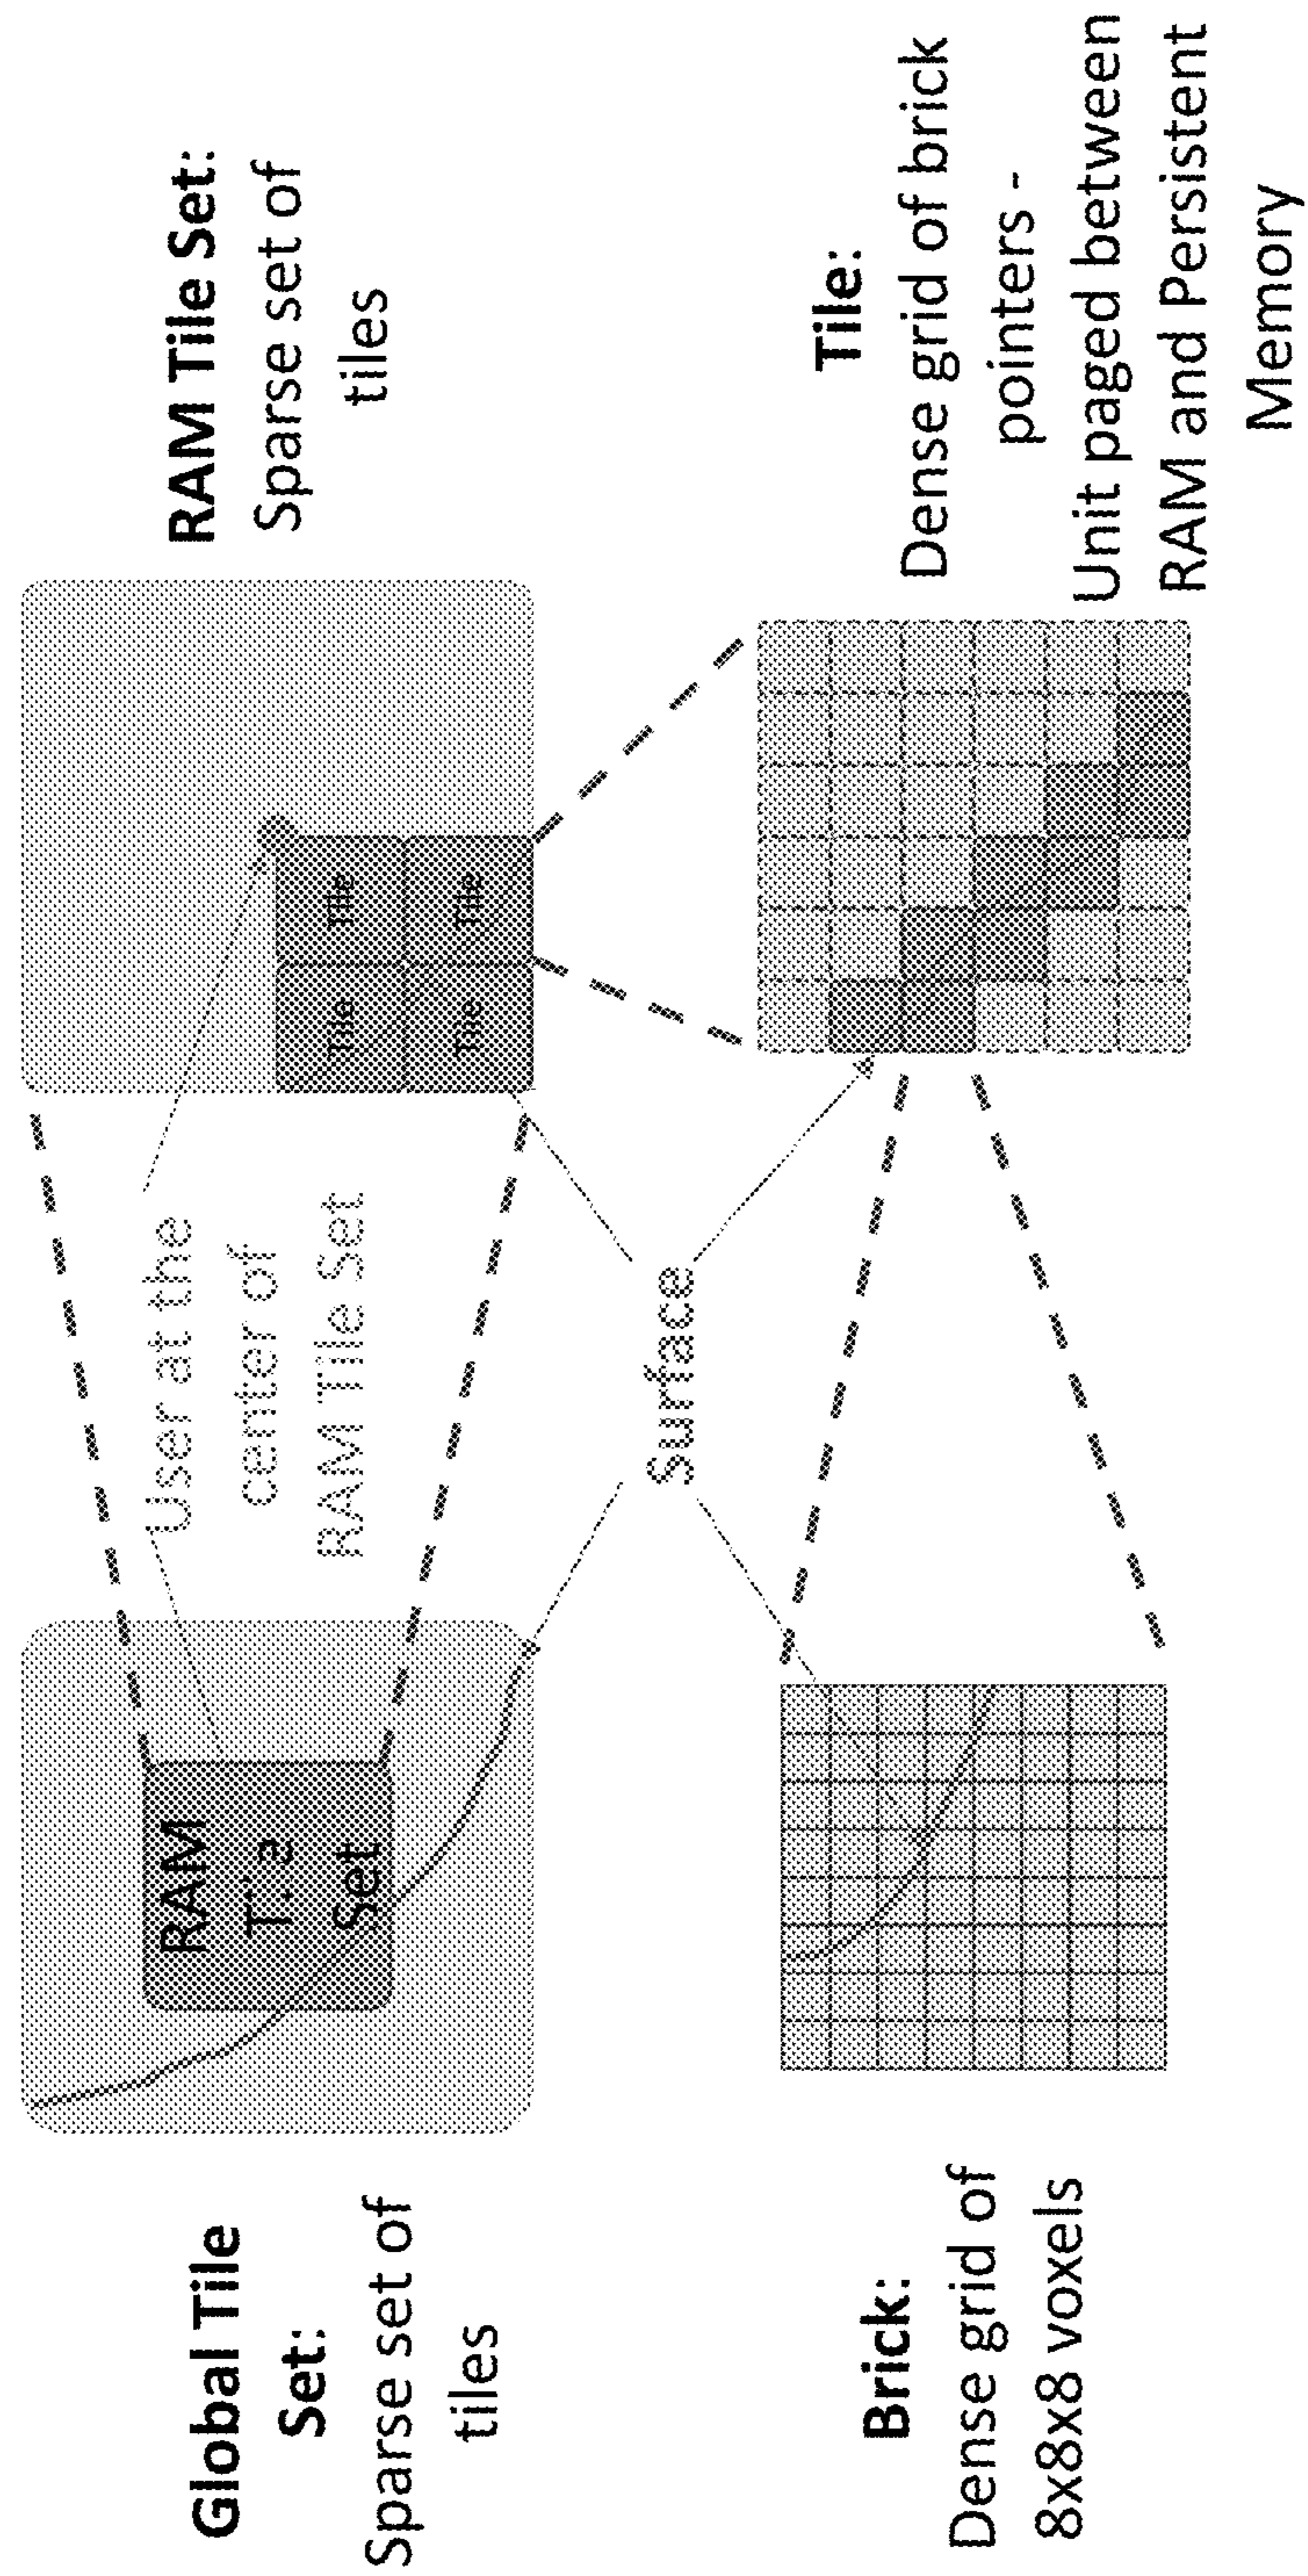 Global Tile
Set:
Sparse set of
tiles
RAM
Tile
Set
User at the
center of
RAM Tile Set
Tile
Tile
Tile
Tile
RAM Tile Set:
Sparse set of
tiles
Surface
Brick:
Dense grid of
8x8x8 voxels
Tile:
Dense grid of brick
pointers -
Unit paged between
RAM and Persistent
Memory